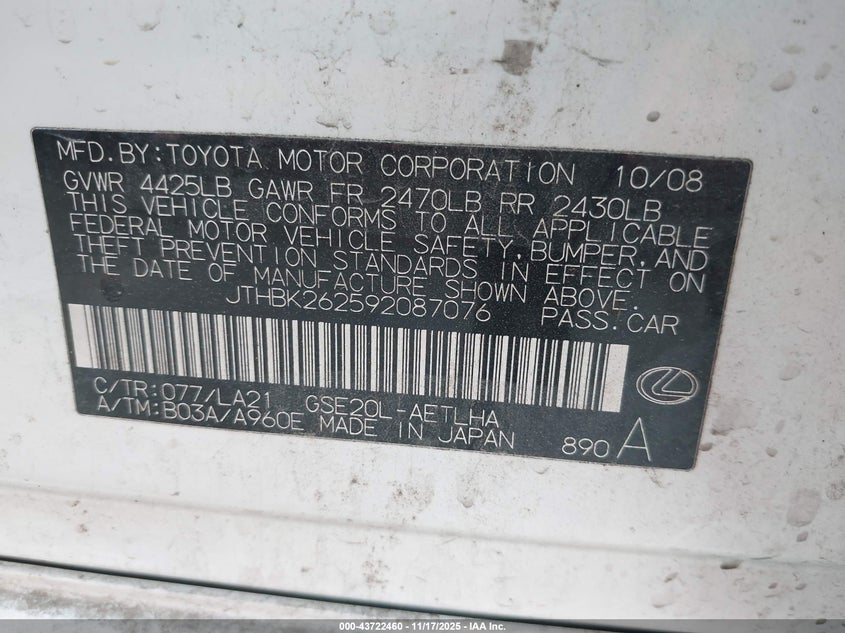 MFD.BY:TOYOTA MOTOR CORPORATION 10/08
GVWR 4425LB GAWR FR 2470LB RR 2430LB
THIS VEHICLE CONFORMS TO ALL APPLICABLE
FEDERAL MOTOR VEHICLE SAFETY,BUMPER,AND
THEFT PREVENTION STANDARDS IN EFFECT ON
THE DATE OF MANUFACTURE SHOWN ABOVE.
JTHBK262592087076 PASS.CAR
C/TR:077/LA21 GSE20L-AETLHA
A/TM:B03A/A960E MADE IN JAPAN 890 A
000-43722460 - 11/17/2025 - IAA Inc.